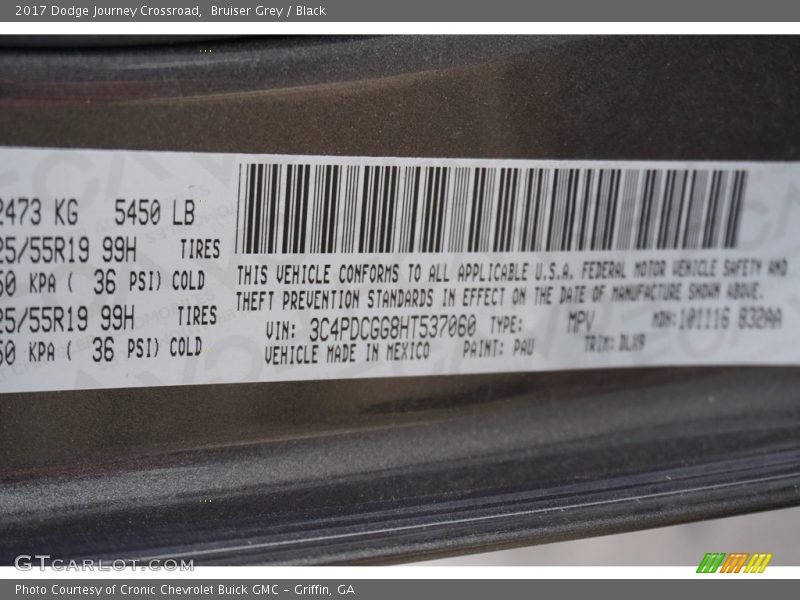 2017 Dodge Journey Crossroad, Bruiser Grey / Black
2473 KG 5450 LB
25/55R19 99H TIRES
50 KPA ( 36 PSI) COLD
25/55R19 99H TIRES
50 KPA ( 36 PSI) COLD
THIS VEHICLE CONFORMS TO ALL APPLICABLE U.S.A. FEDERAL MOTOR VEHICLE SAFETY AND
THEFT PREVENTION STANDARDS IN EFFECT ON THE DATE OF MANUFACTURE SHOWN ABOVE.
VIN: 3C4PDCGG8HT537060 TYPE: MPV MDH:101116 832AA
VEHICLE MADE IN MEXICO PAINT: PAU TRIM:
GTCARLOT.COM
Photo Courtesy of Cronic Chevrolet Buick GMC - Griffin, GA